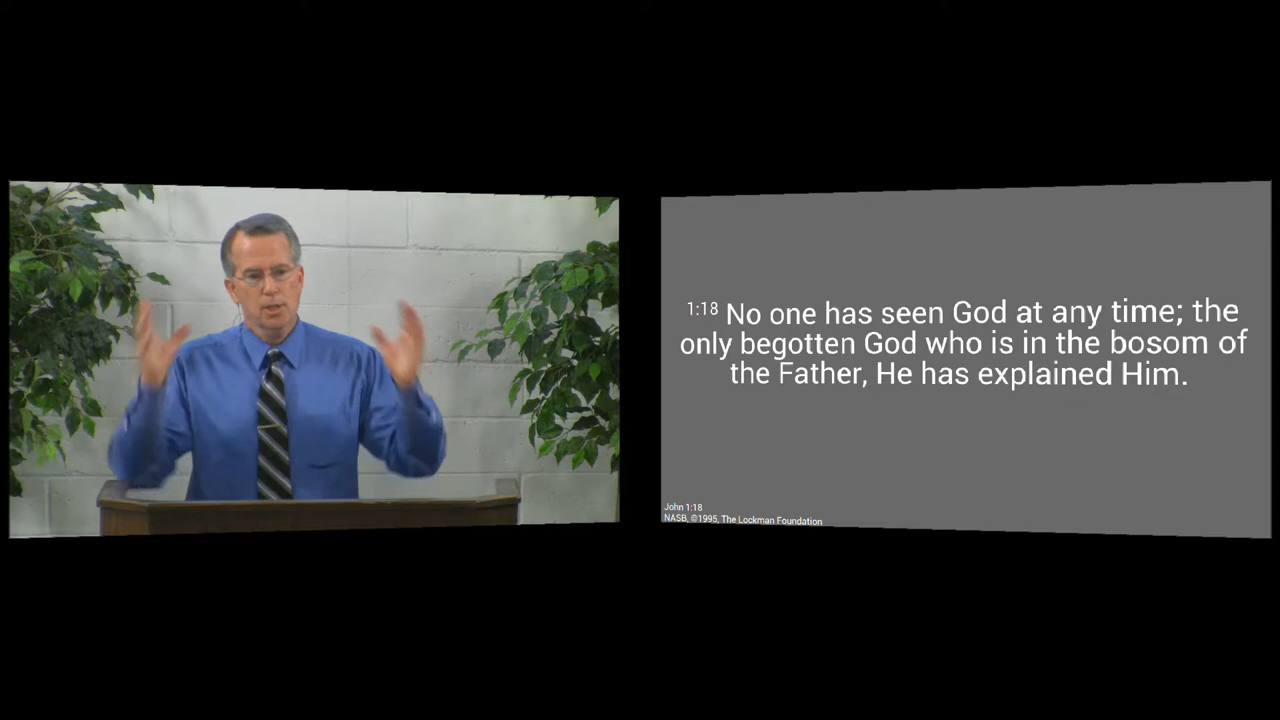 1:18 No one has seen God at any time; the
only begotten God who is in the bosom of
the Father, He has explained Him.
John 1:18
NASB, ©1995, The Lockman Foundation